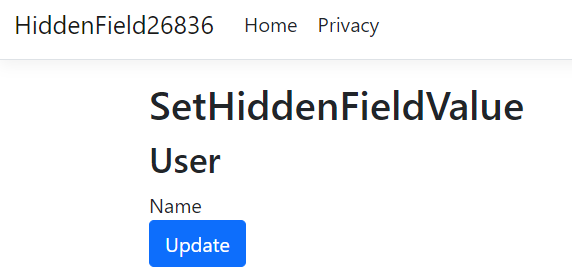 HiddenField26836 Home Privacy
SetHiddenFieldValue
User
Name
Update